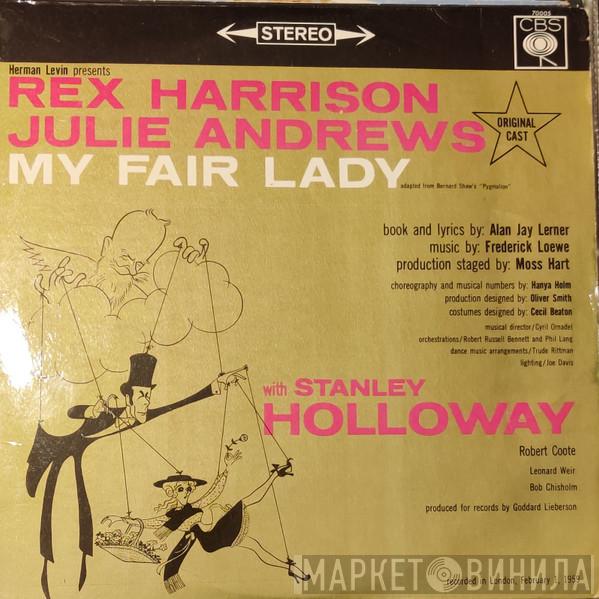 70005
STEREO
CBS
Herman Levin presents
REX HARRISON
JULIE ANDREWS
ORIGINAL
CAST
MY FAIR LADY
adapted from Bernard Shaw's "Pygmalion"
book and lyrics by: Alan Jay Lerner
music by: Frederick Loewe
production staged by: Moss Hart
choreography and musical numbers by: Hanya Holm
production designed by: Oliver Smith
costumes designed by: Cecil Beaton
musical director/Cyril Ornadel
orchestrations/Robert Russell Bennett and Phil Lang
dance music arrangements/Trude Rittman
lighting/Joe Davis
with STANLEY
HOLLOWAY
Robert Coote
Leonard Weir
Bob Chisholm
produced for records by Goddard Lieberson
МАРКЕТ ВИНИЛА
recorded in London, February 1, 1959